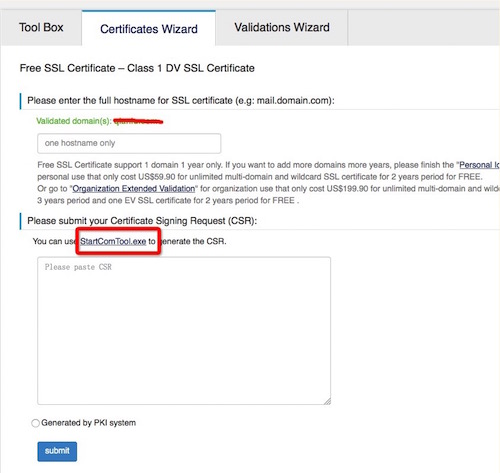 Tool Box
Certificates Wizard
Validations Wizard
Free SSL Certificate – Class 1 DV SSL Certificate
Please enter the full hostname for SSL certificate (e.g: mail.domain.com):
Validated domain(s):
one hostname only
Free SSL Certificate support 1 domain 1 year only. If you want to add more domains more years, please finish the "Personal
personal use that only cost US$59.90 for unlimited multi-domain and wildcard SSL certificate for 2 years period for FREE.
Or go to "Organization Extended Validation" for organization use that only cost US$199.90 for unlimited multi-domain and
3 years period and one EV SSL certificate for 2 years period for FREE .
Please submit your Certificate Signing Request (CSR):
You can use StartComTool.exe to generate the CSR.
Please paste CSR
Generated by PKI system
submit